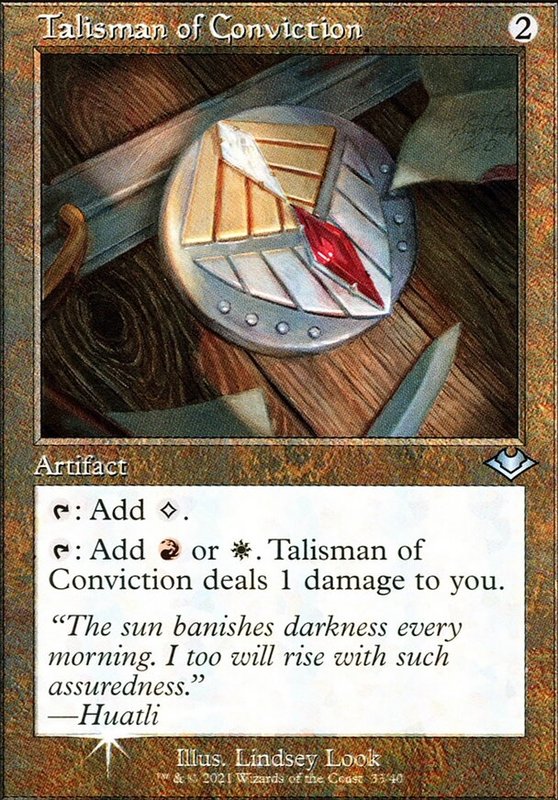 Talisman of Conviction 2
Artifact
: Add .
: Add or . Talisman of
Conviction deals 1 damage to you.
“The sun banishes darkness every
morning. I too will rise with such
assuredness.”
—Huatli
Illus. Lindsey Look
™ & © 2021 Wizards of the Coast 33/40